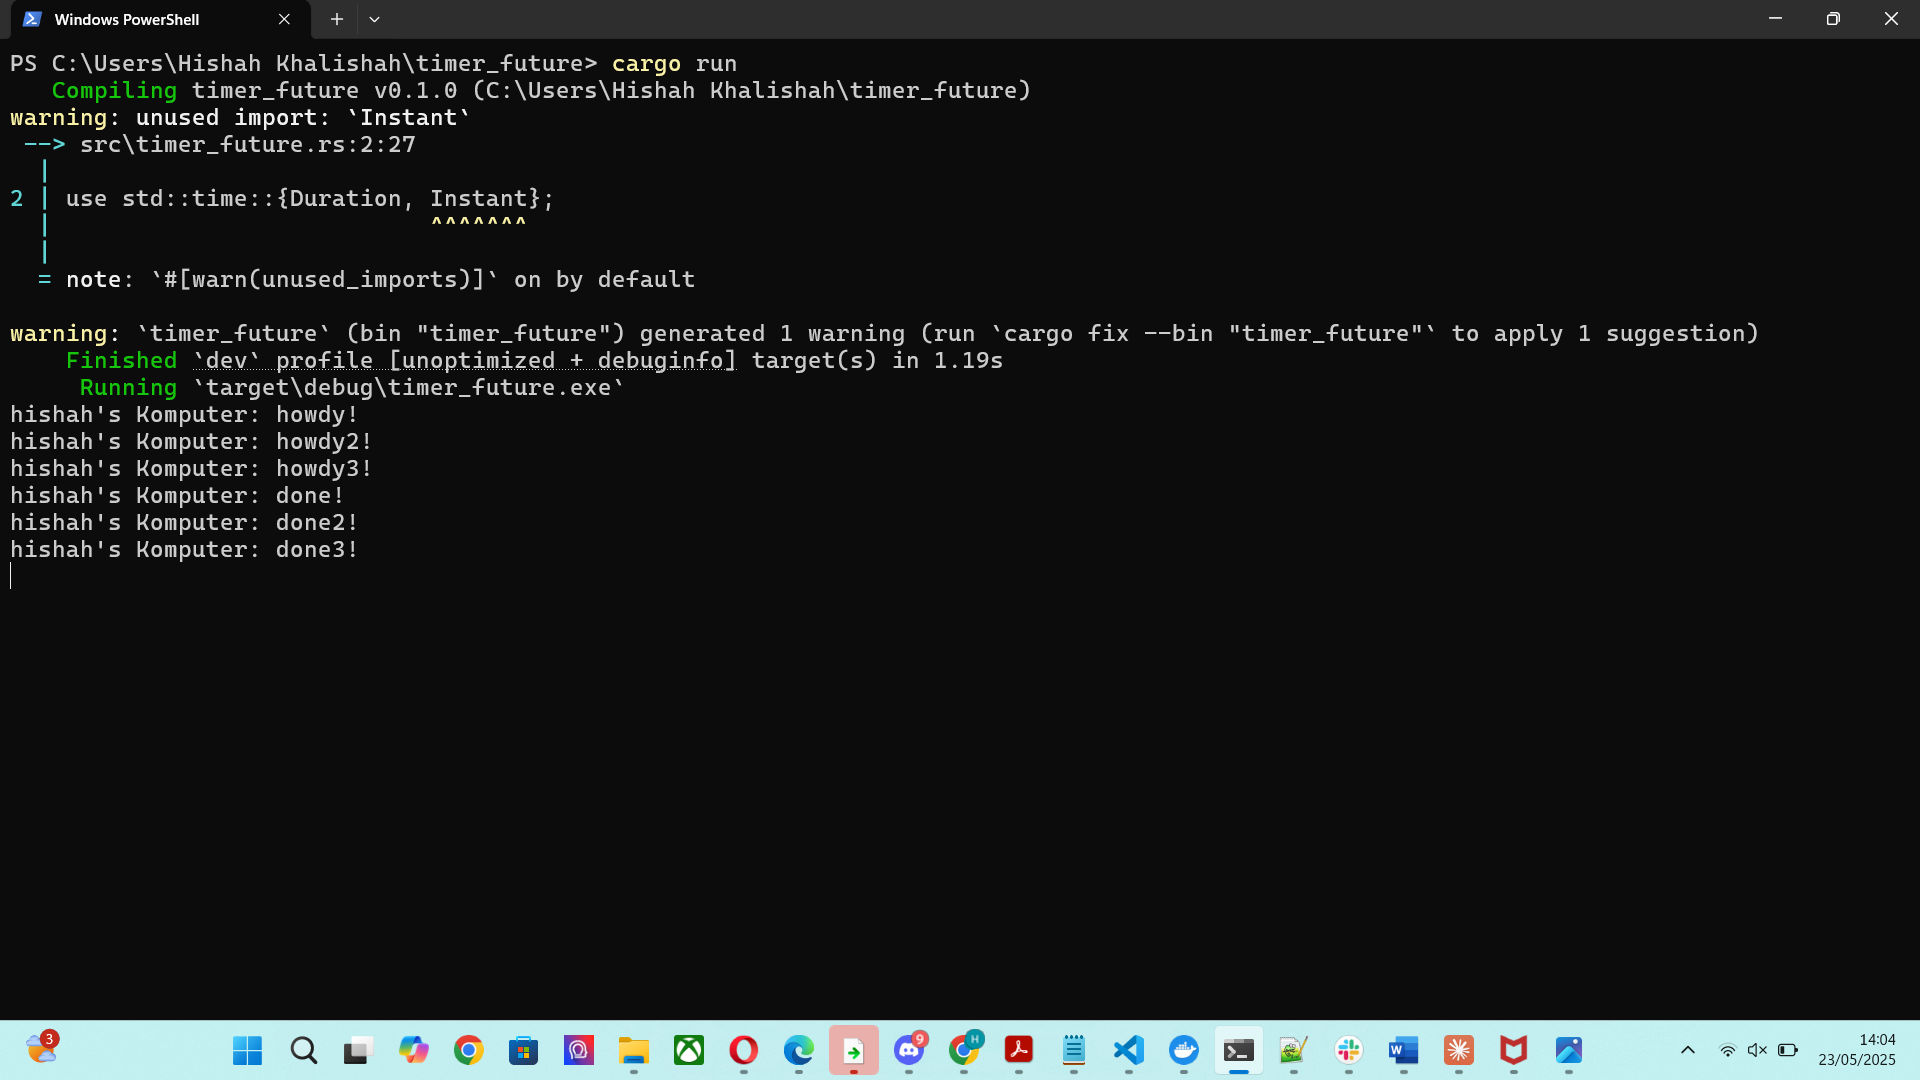 Windows PowerShell
PS C:\Users\Hishah Khalishah\timer_future> cargo run
   Compiling timer_future v0.1.0 (C:\Users\Hishah Khalishah\timer_future)
warning: unused import: `Instant`
 --> src\timer_future.rs:2:27
  |
2 | use std::time::{Duration, Instant};
  |                           ^^^^^^^
  |
  = note: `#[warn(unused_imports)]` on by default

warning: `timer_future` (bin "timer_future") generated 1 warning (run `cargo fix --bin "timer_future"` to apply 1 suggestion)
    Finished `dev` profile [unoptimized + debuginfo] target(s) in 1.19s
     Running `target\debug\timer_future.exe`
hishah's Komputer: howdy!
hishah's Komputer: howdy2!
hishah's Komputer: howdy3!
hishah's Komputer: done!
hishah's Komputer: done2!
hishah's Komputer: done3!
3
9
H
W
14:04
23/05/2025